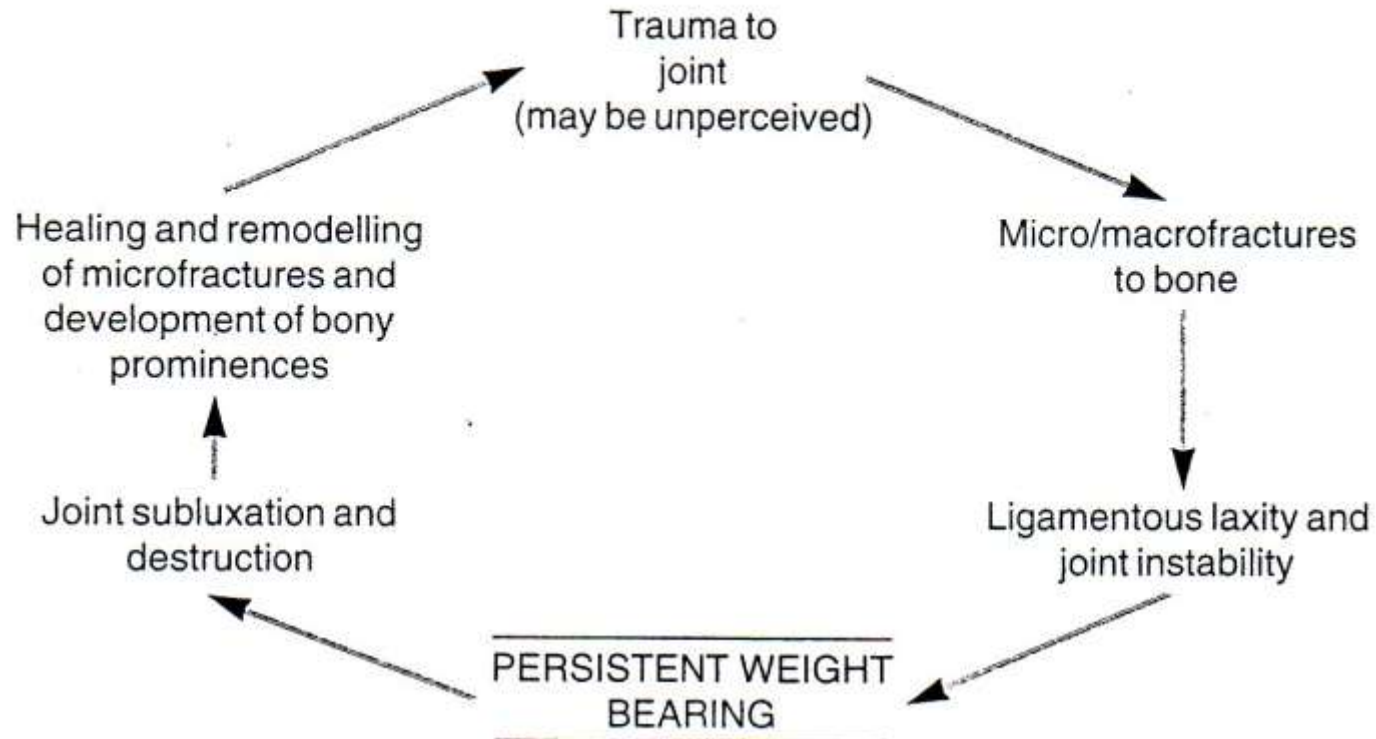 Trauma to
joint
(may be unperceived)
Micro/macrofractures
to bone
Ligamentous laxity and
joint instability
PERSISTENT WEIGHT
BEARING
Joint subluxation and
destruction
Healing and remodelling
of microfractures and
development of bony
prominences